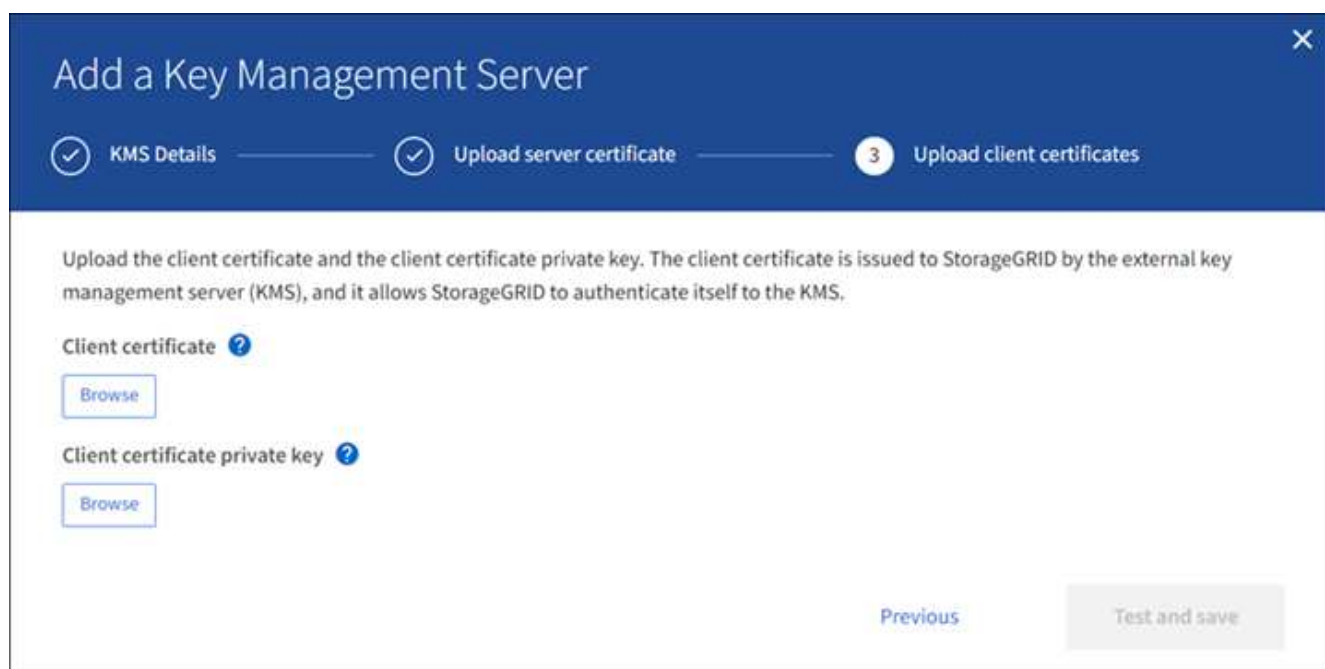 Add a Key Management Server
KMS Details
Upload server certificate
3 Upload client certificates
Upload the client certificate and the client certificate private key. The client certificate is issued to StorageGRID by the external key
management server (KMS), and it allows StorageGRID to authenticate itself to the KMS.
Client certificate ?
Browse
Client certificate private key ?
Browse
Previous
Test and save